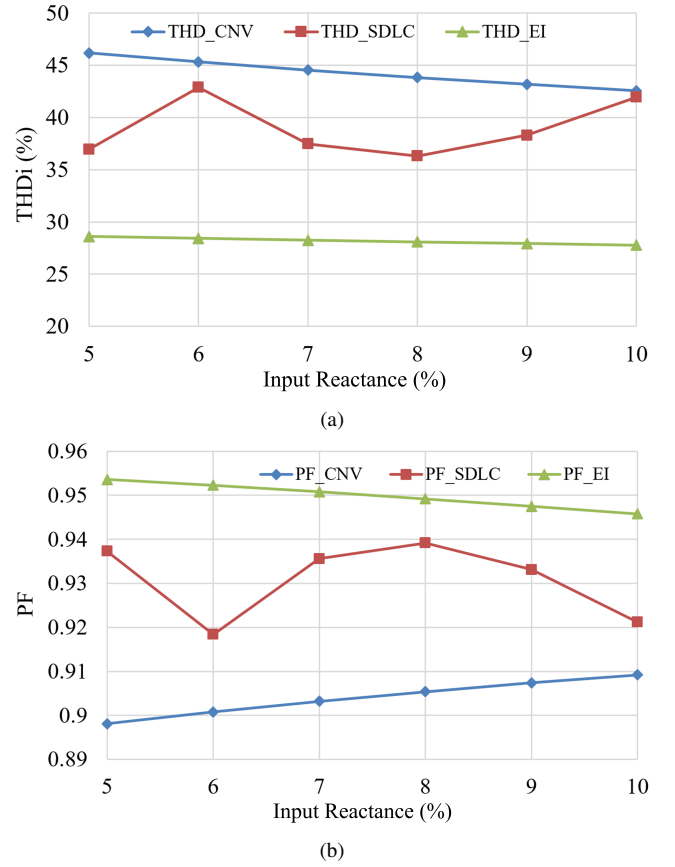 50
THD_CNV THD_SDLC THD_EI
45
40
35
30
25
20
THDi (%)
5 6 7 8 9 10
Input Reactance (%)
(a)
0.96
PF_CNV PF_SDLC PF_EI
0.95
0.94
0.93
0.92
0.91
0.9
0.89
PF
5 6 7 8 9 10
Input Reactance (%)
(b)